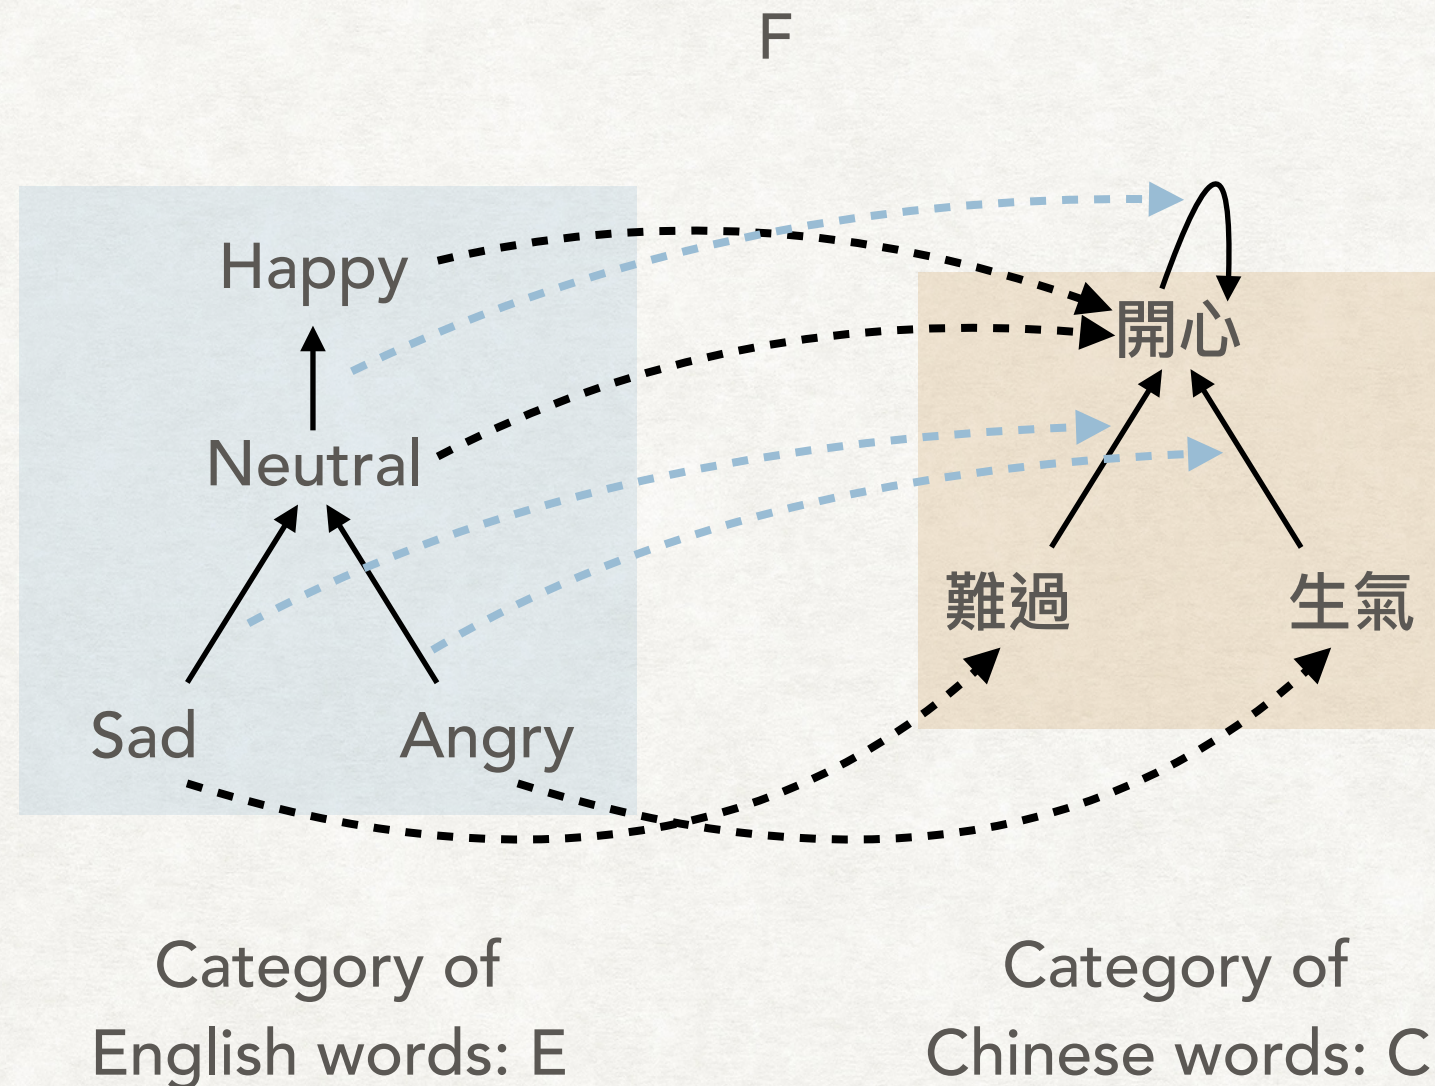 F
Happy
開心
Neutral
難過
生氣
Sad
Angry
Category of
English words: E
Category of
Chinese words: C